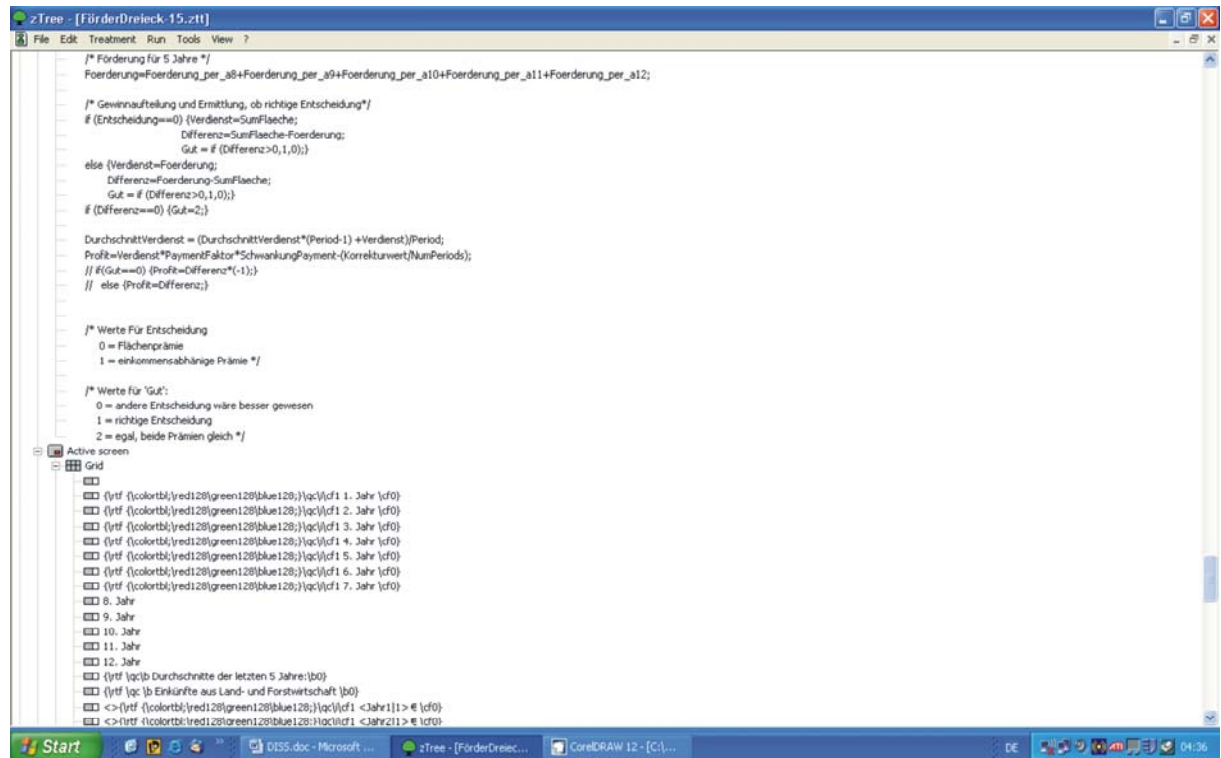 zTree - [FörderDreieck-15.ztt]
File Edit Treatment Run Tools View ?
/* Förderung für 5 Jahre */
Foerderung=Foerderung_per_a8+Foerderung_per_a9+Foerderung_per_a10+Foerderung_per_a11+Foerderung_per_a12;
/* Gewinnaufteilung und Ermittlung, ob richtige Entscheidung*/
if (Entscheidung==0) {Verdienst=SumFlaeche;
Differenz=SumFlaeche-Foerderung;
Gut = if (Differenz>0,1,0);}
else {Verdienst=Foerderung;
Differenz=Foerderung-SumFlaeche;
Gut = if (Differenz>0,1,0);}
if (Differenz==0) {Gut=2;}
DurchschnittVerdienst = (DurchschnittVerdienst*(Period-1) +Verdienst)/Period;
Profit=Verdienst*PaymentFaktor*SchwankungPayment-(Korrekturwert/NumPeriods);
// if(Gut==0) {Profit=Differenz*(-1);}
// else {Profit=Differenz;}
/* Werte Für Entscheidung
0 = Flächenprämie
1 = einkommensabhänige Prämie */
/* Werte für 'Gut':
0 = andere Entscheidung wäre besser gewesen
1 = richtige Entscheidung
2 = egal, beide Prämien gleich */
Active screen
Grid
{\rtf {\colortbl;\red128\green128\blue128;}\qc\i\cf1 1. Jahr \cf0}
{\rtf {\colortbl;\red128\green128\blue128;}\qc\i\cf1 2. Jahr \cf0}
{\rtf {\colortbl;\red128\green128\blue128;}\qc\i\cf1 3. Jahr \cf0}
{\rtf {\colortbl;\red128\green128\blue128;}\qc\i\cf1 4. Jahr \cf0}
{\rtf {\colortbl;\red128\green128\blue128;}\qc\i\cf1 5. Jahr \cf0}
{\rtf {\colortbl;\red128\green128\blue128;}\qc\i\cf1 6. Jahr \cf0}
{\rtf {\colortbl;\red128\green128\blue128;}\qc\i\cf1 7. Jahr \cf0}
8. Jahr
9. Jahr
10. Jahr
11. Jahr
12. Jahr
{\rtf \qc\b Durchschnitte der letzten 5 Jahre:\b0}
{\rtf \qc \b Einkünfte aus Land- und Forstwirtschaft \b0}
<>{\rtf {\colortbl;\red128\green128\blue128;}\qc\i\cf1 <Jahr1|1> € \cf0}
<>{\rtf {\colortbl;\red128\green128\blue128;}\qc\i\cf1 <Jahr2|1> € \cf0}
Start DISS.doc - Microsoft ... zTree - [FörderDreiec... CorelDRAW 12 - [C:\... DE 04:36